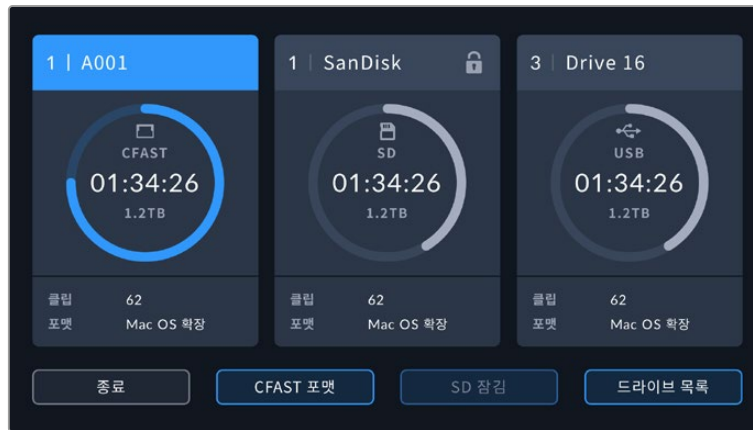 1 | A001
CFAST
01:34:26
1.2TB
클립 62
포맷 Mac OS 확장
1 | SanDisk
SD
01:34:26
1.2TB
클립 62
포맷 Mac OS 확장
3 | Drive 16
USB
01:34:26
1.2TB
클립 62
포맷 Mac OS 확장
종료
CFAST 포맷
SD 잠김
드라이브 목록